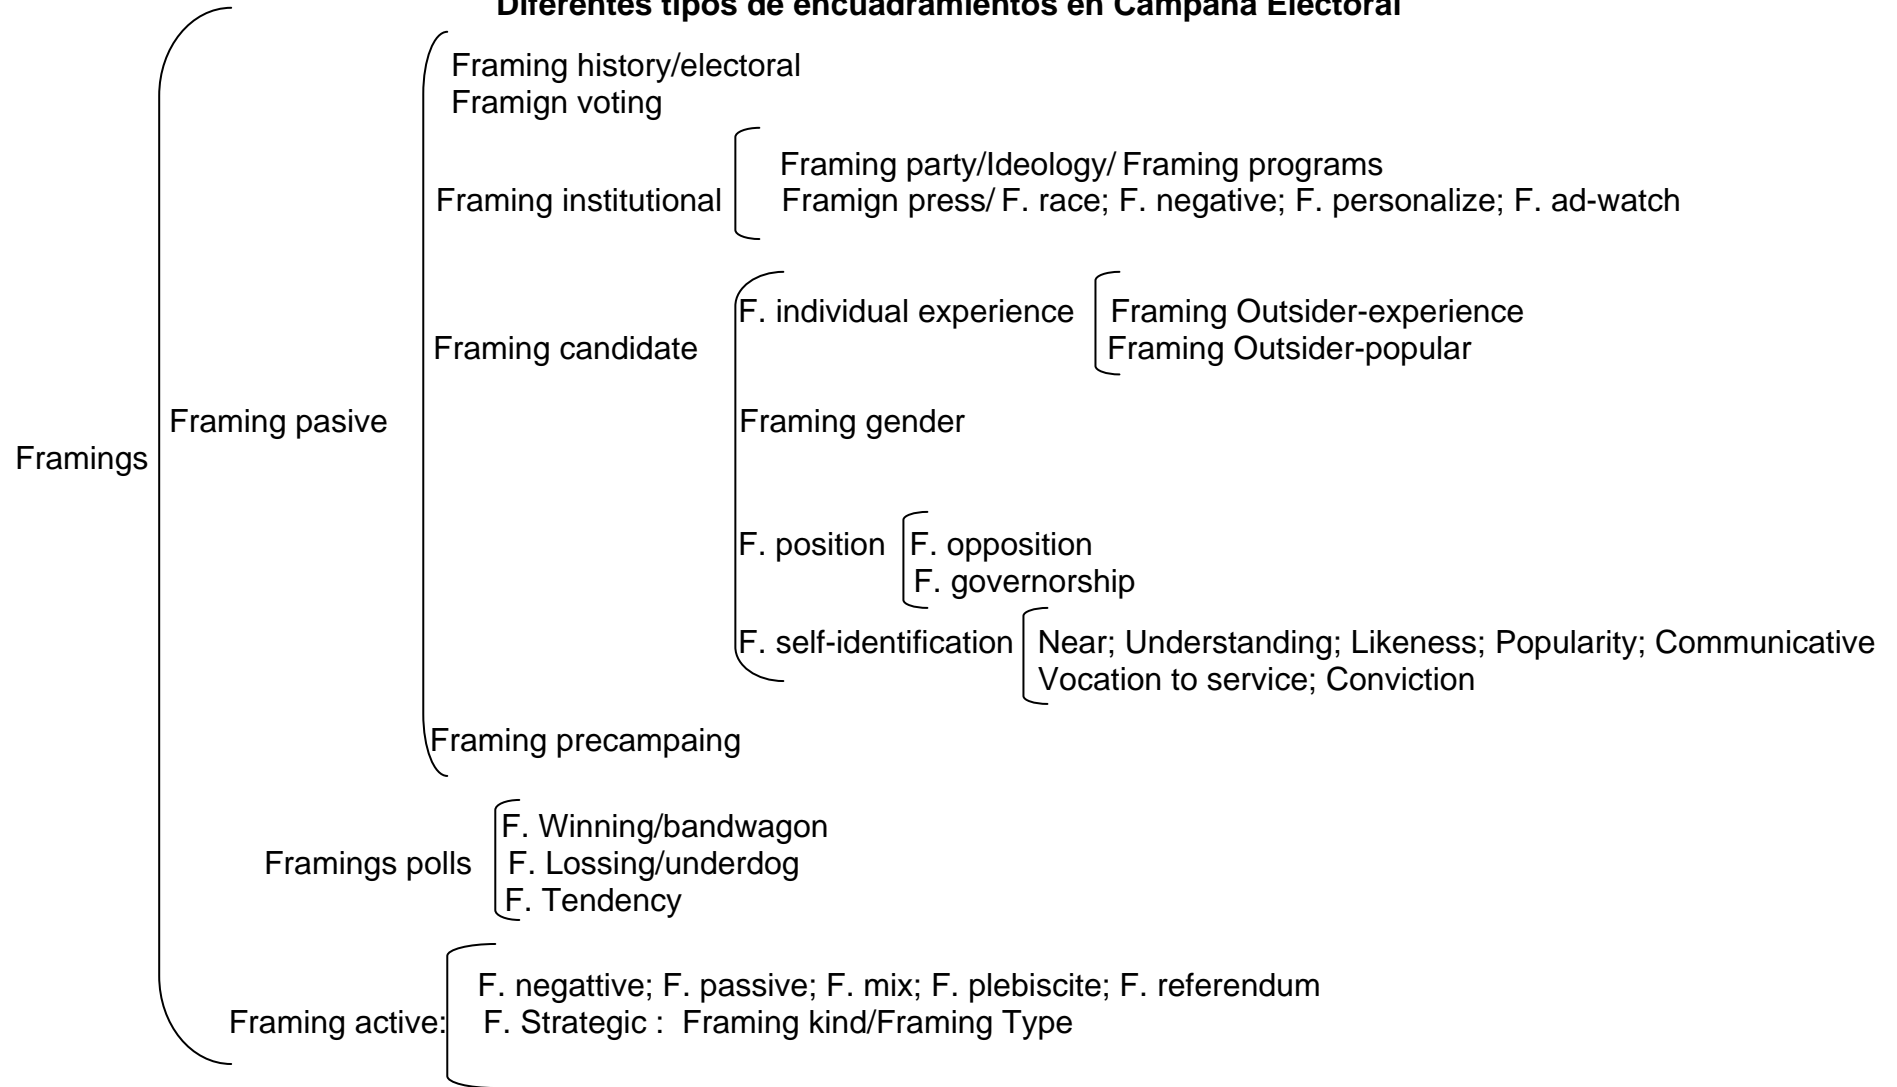 Diferentes tipos de encuadramientos en Campaña Electoral
Framing history/electoral
Framign voting
Framing party/Ideology/ Framing programs
Framing institutional
Framign press/ F. race; F. negative; F. personalize; F. ad-watch
F. individual experience
Framing Outsider-experience
Framing candidate
Framing Outsider-popular
Framing pasive
Framing gender
Framings
F. position
F. opposition
F. governorship
F. self-identification
Near; Understanding; Likeness; Popularity; Communicative
Vocation to service; Conviction
Framing precampaing
F. Winning/bandwagon
Framings polls
F. Lossing/underdog
F. Tendency
F. negattive; F. passive; F. mix; F. plebiscite; F. referendum
Framing active:
F. Strategic : Framing kind/Framing Type